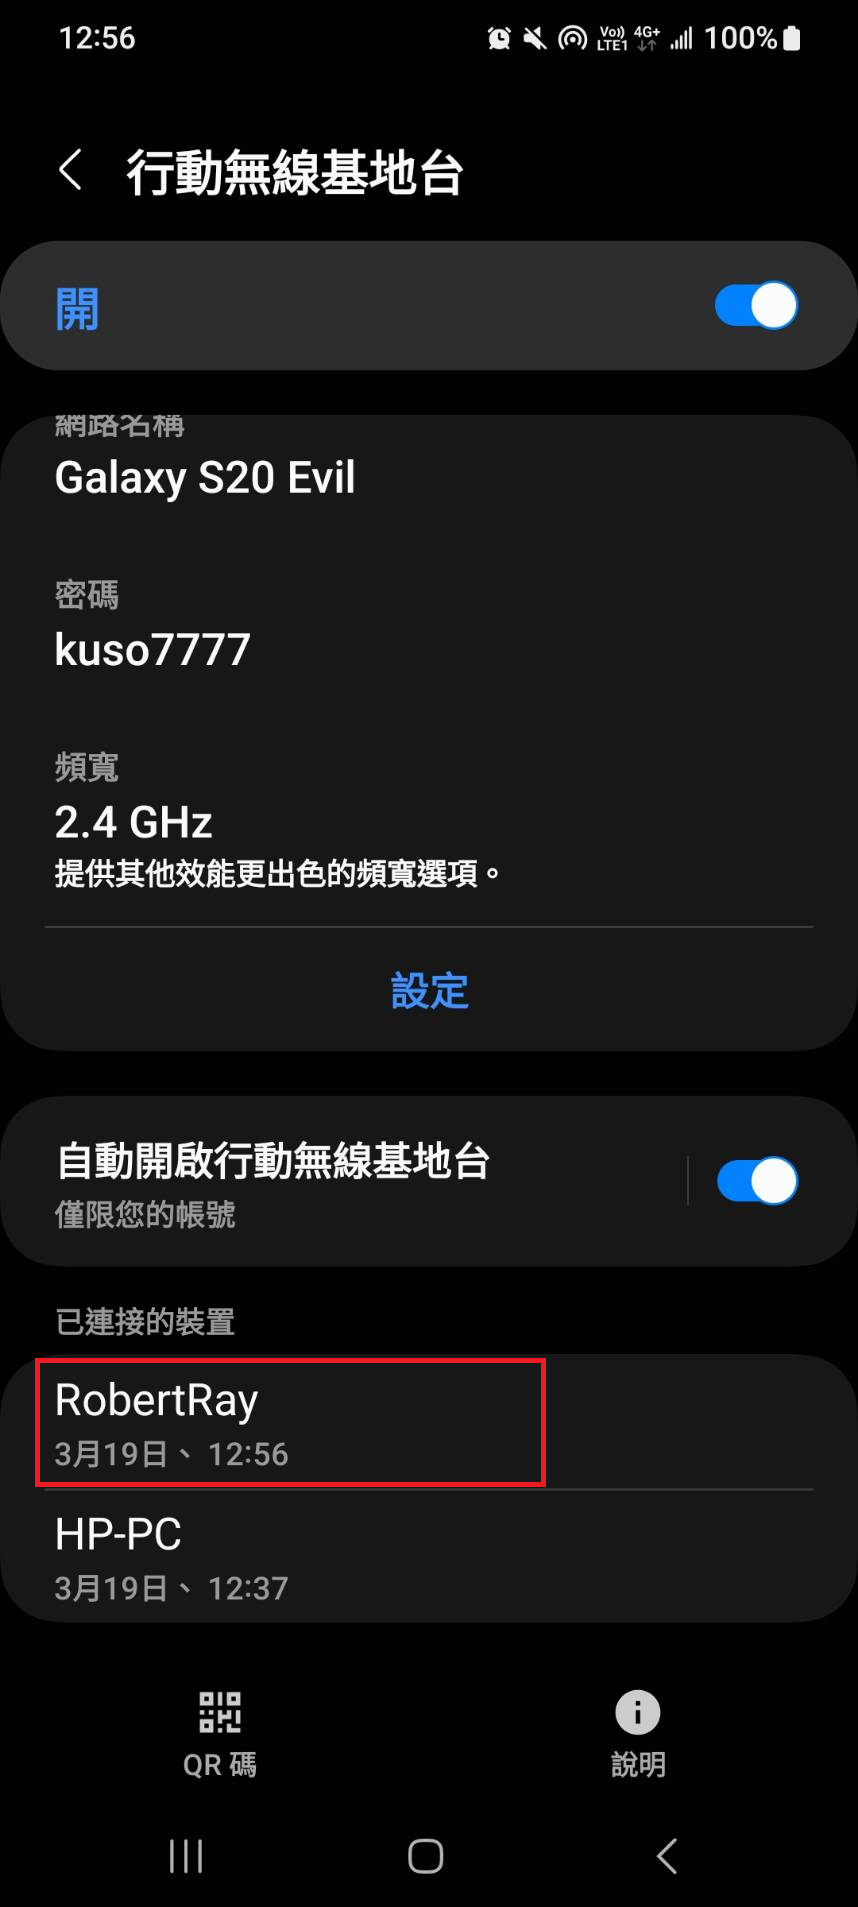 12:56
Vo)) LTE1 4G+ 100%
行動無線基地台
開
網路名稱
Galaxy S20 Evil
密碼
kuso7777
頻寬
2.4 GHz
提供其他效能更出色的頻寬選項。
設定
自動開啟行動無線基地台
僅限您的帳號
已連接的裝置
RobertRay
3月19日、 12:56
HP-PC
3月19日、 12:37
QR 碼
說明